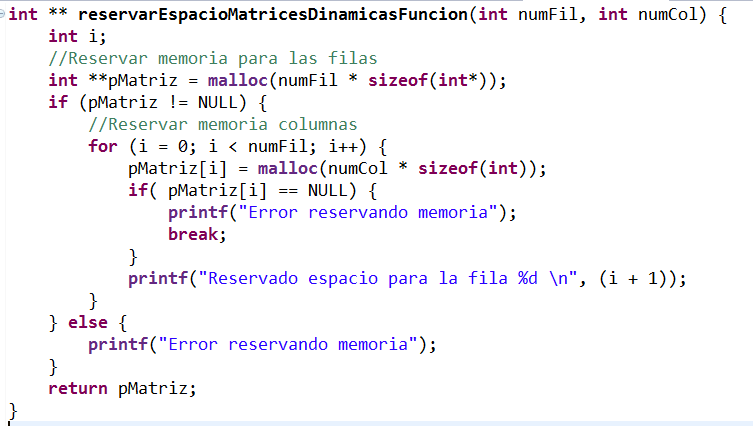 int ** reservarEspacioMatricesDinamicasFuncion(int numFil, int numCol) {
    int i;
    //Reservar memoria para las filas
    int **pMatriz = malloc(numFil * sizeof(int*));
    if (pMatriz != NULL) {
        //Reservar memoria columnas
        for (i = 0; i < numFil; i++) {
            pMatriz[i] = malloc(numCol * sizeof(int));
            if( pMatriz[i] == NULL) {
                printf("Error reservando memoria");
                break;
            }
            printf("Reservado espacio para la fila %d \n", (i + 1));
        }
    } else {
        printf("Error reservando memoria");
    }
    return pMatriz;
}